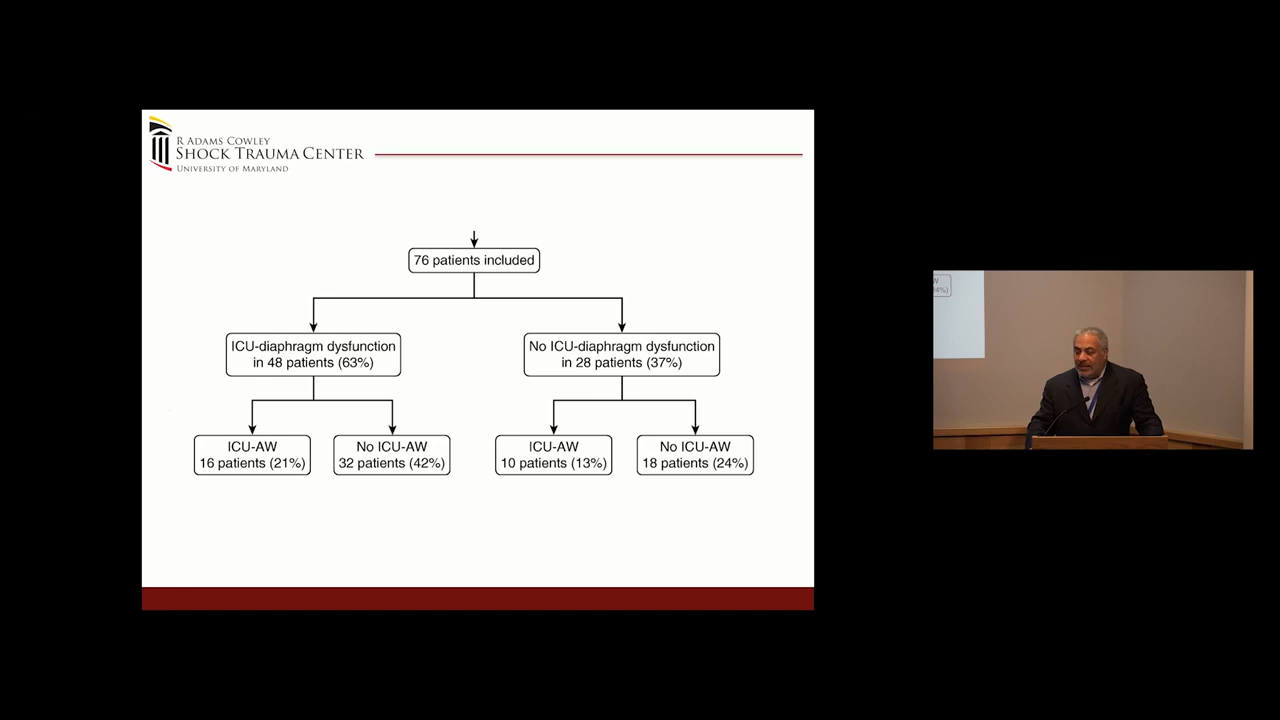 R ADAMS COWLEY
SHOCK TRAUMA CENTER
UNIVERSITY OF MARYLAND
76 patients included
ICU-diaphragm dysfunction
in 48 patients (63%)
No ICU-diaphragm dysfunction
in 28 patients (37%)
ICU-AW
16 patients (21%)
No ICU-AW
32 patients (42%)
ICU-AW
10 patients (13%)
No ICU-AW
18 patients (24%)